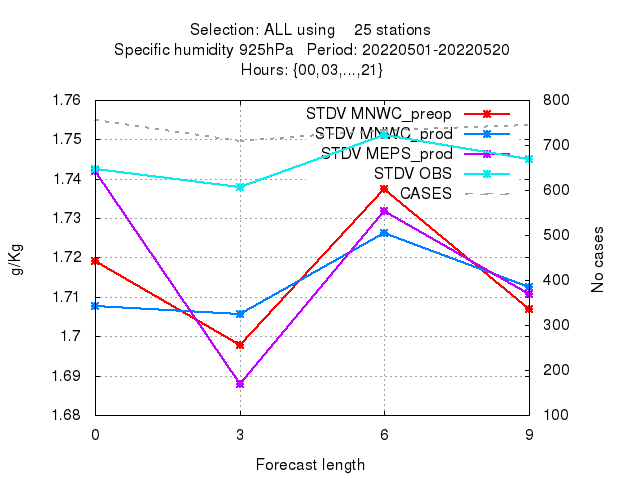 Selection: ALL using    25 stations
Specific humidity 925hPa   Period: 20220501-20220520
Hours: {00,03,...,21}
STDV MNWC_preop
STDV MNWC_prod
STDV MEPS_prod
STDV OBS
CASES
1.76
1.75
1.74
1.73
1.72
1.71
1.7
1.69
1.68
g/Kg
800
700
600
500
400
300
200
100
No cases
0 3 6 9
Forecast length